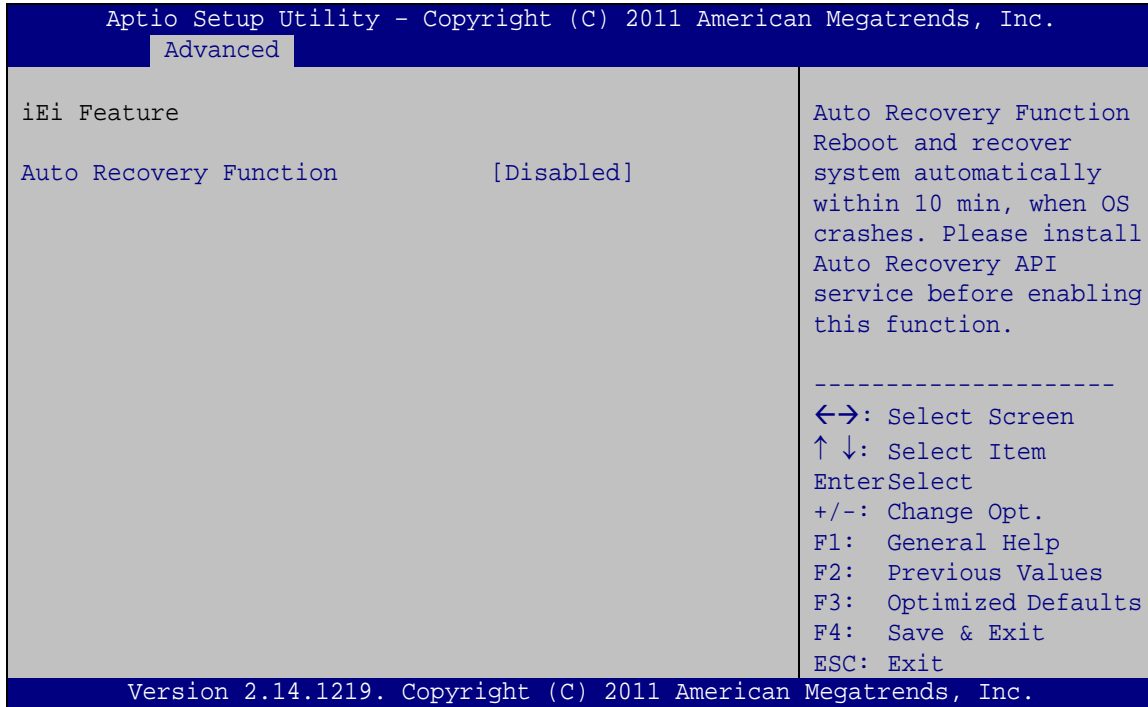 Aptio Setup Utility – Copyright (C) 2011 American Megatrends, Inc.
Advanced
iEi Feature
Auto Recovery Function [Disabled]
Auto Recovery Function
Reboot and recover
system automatically
within 10 min, when OS
crashes. Please install
Auto Recovery API
service before enabling
this function.
---------------------
←→: Select Screen
↑ ↓: Select Item
EnterSelect
+/-: Change Opt.
F1: General Help
F2: Previous Values
F3: Optimized Defaults
F4: Save & Exit
ESC: Exit
Version 2.14.1219. Copyright (C) 2011 American Megatrends, Inc.